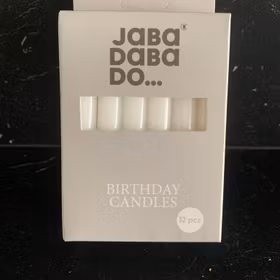 JaBa®
DaBa
DO...
BIRTHDAY
CANDLES
12 pcs